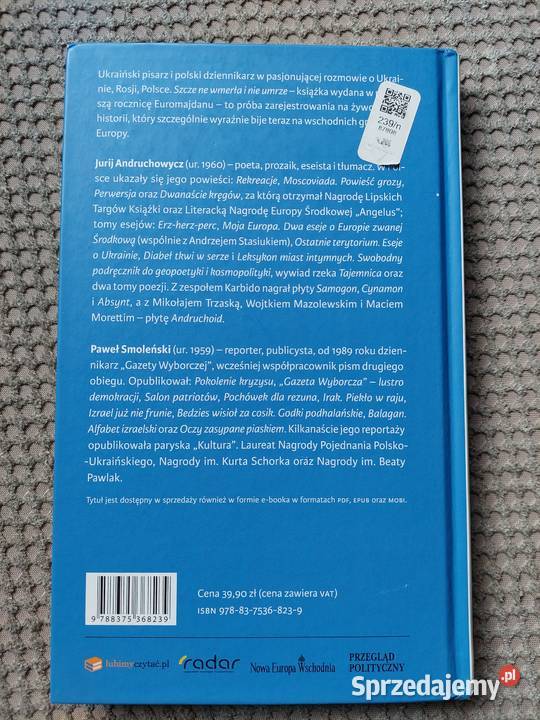 Ukraiński pisarz i polski dziennikarz w pasjonującej rozmowie o Ukrai-
nie, Rosji, Polsce. Szcze ne wmerła i nie umrze – książka wydana w
szą rocznicę Euromajdanu – to próba zarejestrowania na żywo
historii, który szczególnie wyraźnie bije teraz na wschodnich
Europy.
239/n
Jurij Andruchowycz (ur. 1960) – poeta, prozaik, eseista i tłumacz. W
sce ukazały się jego powieści: Rekreacje, Moscoviada. Powieść grozy,
Perwersja oraz Dwanaście kręgów, za którą otrzymał Nagrodę Lipskich
Targów Książki oraz Literacką Nagrodę Europy Środkowej „Angelus”;
tomy esejów: Erz-herz-perc, Moja Europa. Dwa eseje o Europie zwanej
Środkową (wspólnie z Andrzejem Stasiukiem), Ostatnie terytorium. Eseje
o Ukrainie, Diabeł tkwi w serze i Leksykon miast intymnych. Swobodny
podręcznik do geopoetyki i kosmopolityki, wywiad rzeka Tajemnica oraz
dwa tomy poezji. Z zespołem Karbido nagrał płyty Samogon, Cynamon
i Absynt, a z Mikołajem Trzaską, Wojtkiem Mazolewskim i Maciem
Morettim – płytę Andruchoid.
Paweł Smoleński (ur. 1959) – reporter, publicysta, od 1989 roku dzien-
nikarz „Gazety Wyborczej”, wcześniej współpracownik pism drugiego
obiegu. Opublikował: Pokolenie kryzysu, „Gazeta Wyborcza” – lustro
demokracji, Salon patriotów, Pochówek dla rezuna, Irak. Piekło w raju,
Izrael już nie frunie, Bedzies wisioł za cosik. Godki podhalańskie, Balagan.
Alfabet izraelski oraz Oczy zasypane piaskiem. Kilkanaście jego reportaży
opublikowała paryska „Kultura”. Laureat Nagrody Pojednania Polsko-
-Ukraińskiego, Nagrody im. Kurta Schorka oraz Nagrody im. Beaty
Pawlak.
Tytuł jest dostępny w sprzedaży również w formie e-booka w formatach PDF, EPUB oraz MOBI.
Cena 39,90 zł (cena zawiera VAT)
ISBN 978-83-7536-823-9
9 788375 368239
lubimyczytać.pl
radar
Nowa Europa Wschodnia
PRZEGLĄD
POLITYCZNY
Sprzedajemy.pl